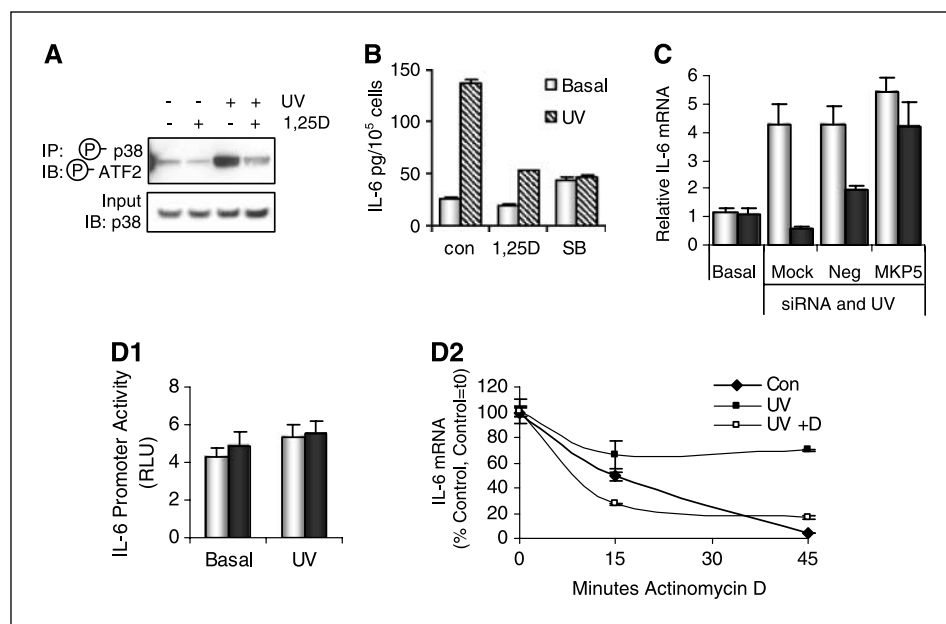 A
- - + + UV
- + - + 1,25D
IP: P- p38
IB: P- ATF2
Input
IB: p38
B
IL-6 pg/10⁵ cells
150
100
50
0
Basal
UV
con 1,25D SB
C
Relative IL-6 mRNA
6
5
4
3
2
1
0
Basal Mock Neg MKP5
siRNA and UV
D1
IL-6 Promoter Activity
(RLU)
8
6
4
2
0
Basal UV
D2
IL-6 mRNA
(% Control, Control=t0)
120
100
80
60
40
20
0
Con
UV
UV +D
0 15 30 45
Minutes Actinomycin D